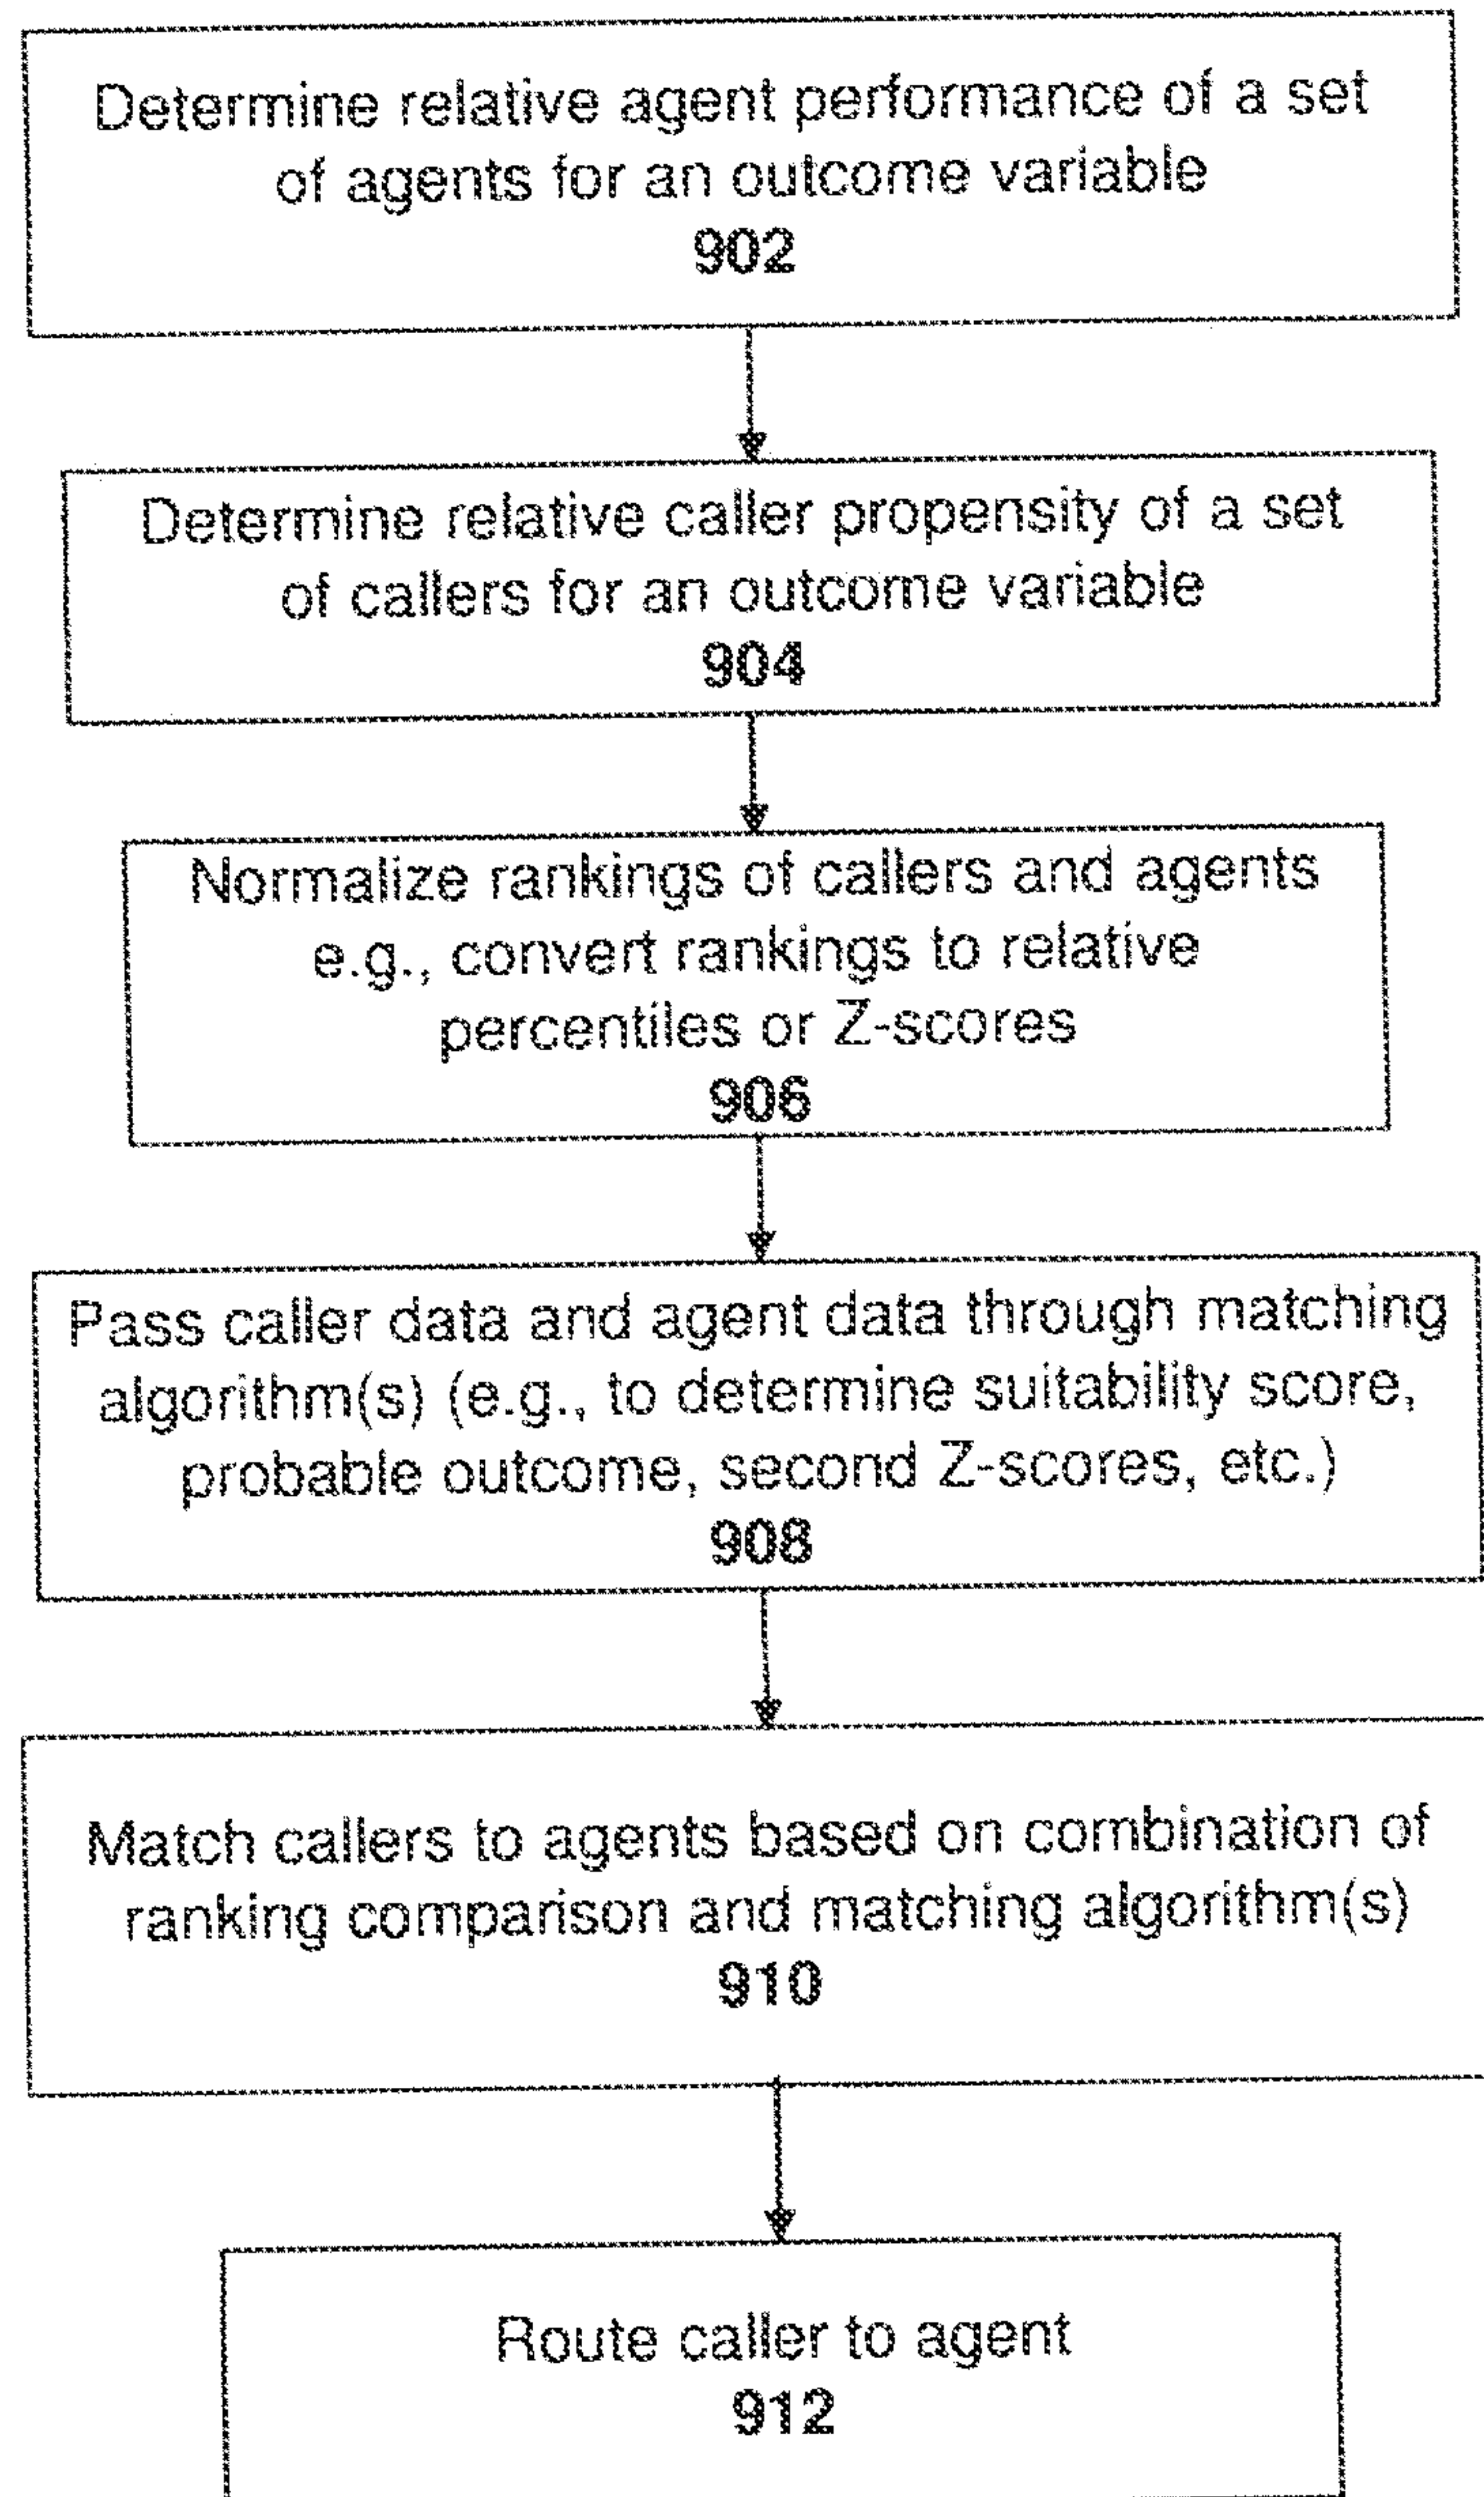 Determine relative agent performance of a set
of agents for an outcome variable
902
Determine relative caller propensity of a set
of callers for an outcome variable
904
Normalize rankings of callers and agents
e.g., convert rankings to relative
percentiles or Z-scores
906
Pass caller data and agent data through matching
algorithm(s) (e.g., to determine suitability score,
probable outcome, second Z-scores, etc.)
908
Match callers to agents based on combination of
ranking comparison and matching algorithm(s)
910
Route caller to agent
912